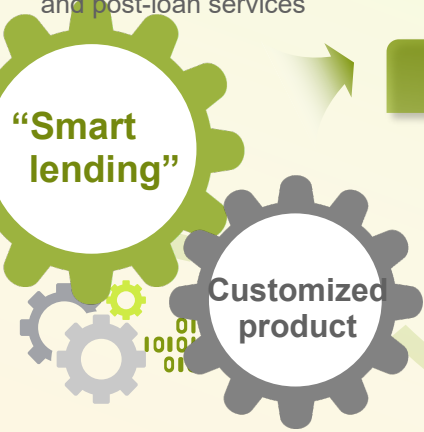 and post-loan services
“Smart
lending”
Customized
product